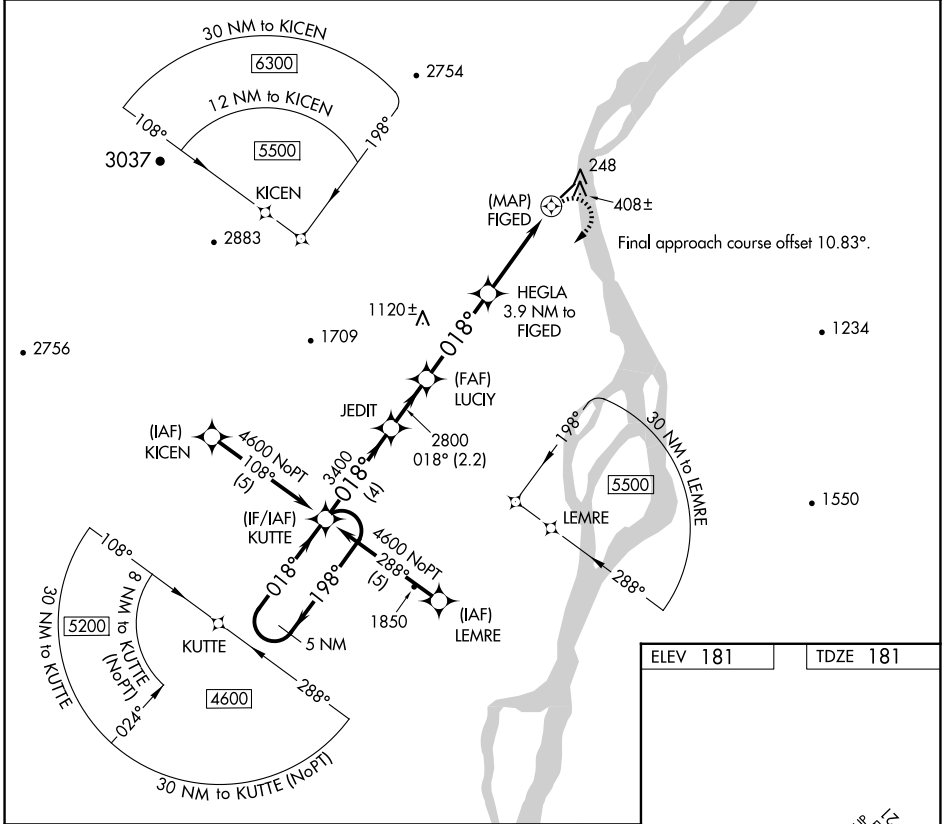 30 NM to KICEN
6300
2754
12 NM to KICEN
108°
198°
5500
3037
KICEN
2883
248
(MAP)
FIGED
408±
Final approach course offset 10.83°.
HEGLA
3.9 NM to
FIGED
1120±
018°
1234
1709
2756
(FAF)
LUCIY
JEDIT
2800
018° (2.2)
(IAF)
KICEN
4600 NoPT
108°
(5)
3400
018°
(4)
(IF/IAF)
KUTTE
198°
30 NM to LEMRE
5500
LEMRE
288°
1550
4600 NoPT
288°
(5)
018°
198°
5 NM
1850
(IAF)
LEMRE
108°
30 NM to KUTTE
5200
8 NM to KUTTE
(NoPT)
024°
KUTTE
4600
288°
30 NM to KUTTE (NoPT)
ELEV 181
TDZE 181
21